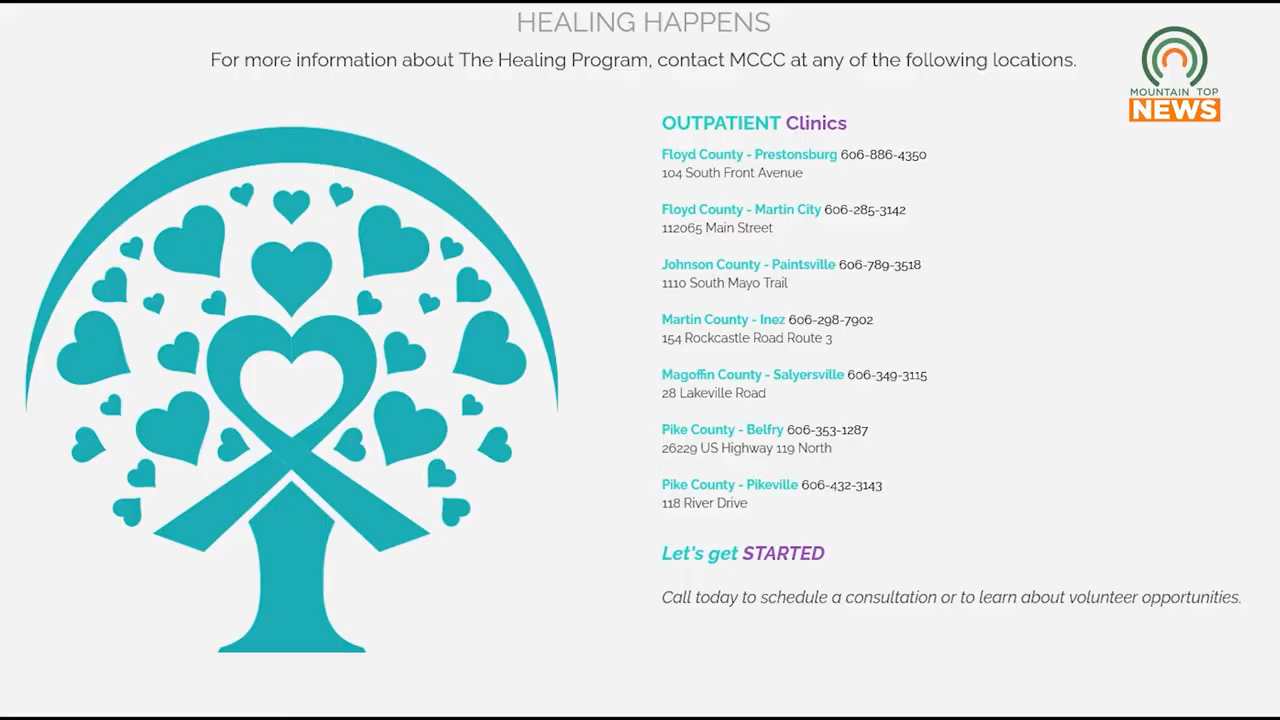 HEALING HAPPENS
For more information about The Healing Program, contact MCCC at any of the following locations.
MOUNTAIN TOP
NEWS
OUTPATIENT Clinics
Floyd County - Prestonsburg 606-886-4350
104 South Front Avenue
Floyd County - Martin City 606-285-3142
112065 Main Street
Johnson County - Paintsville 606-789-3518
1110 South Mayo Trail
Martin County - Inez 606-298-7902
154 Rockcastle Road Route 3
Magoffin County - Salyersville 606-349-3115
28 Lakeville Road
Pike County - Belfry 606-353-1287
26229 US Highway 119 North
Pike County - Pikeville 606-432-3143
118 River Drive
Let's get STARTED
Call today to schedule a consultation or to learn about volunteer opportunities.